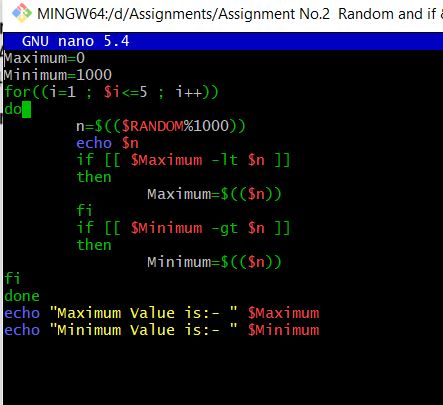 MINGW64:/d/Assignments/Assignment No.2 Random and if &
GNU nano 5.4
Maximum=0
Minimum=1000
for((i=1 ; $i<=5 ; i++))
do
n=$(($RANDOM%1000))
echo $n
if [[ $Maximum -lt $n ]]
then
Maximum=$(($n))
fi
if [[ $Minimum -gt $n ]]
then
Minimum=$(($n))
fi
done
echo "Maximum Value is:- " $Maximum
echo "Minimum Value is:- " $Minimum